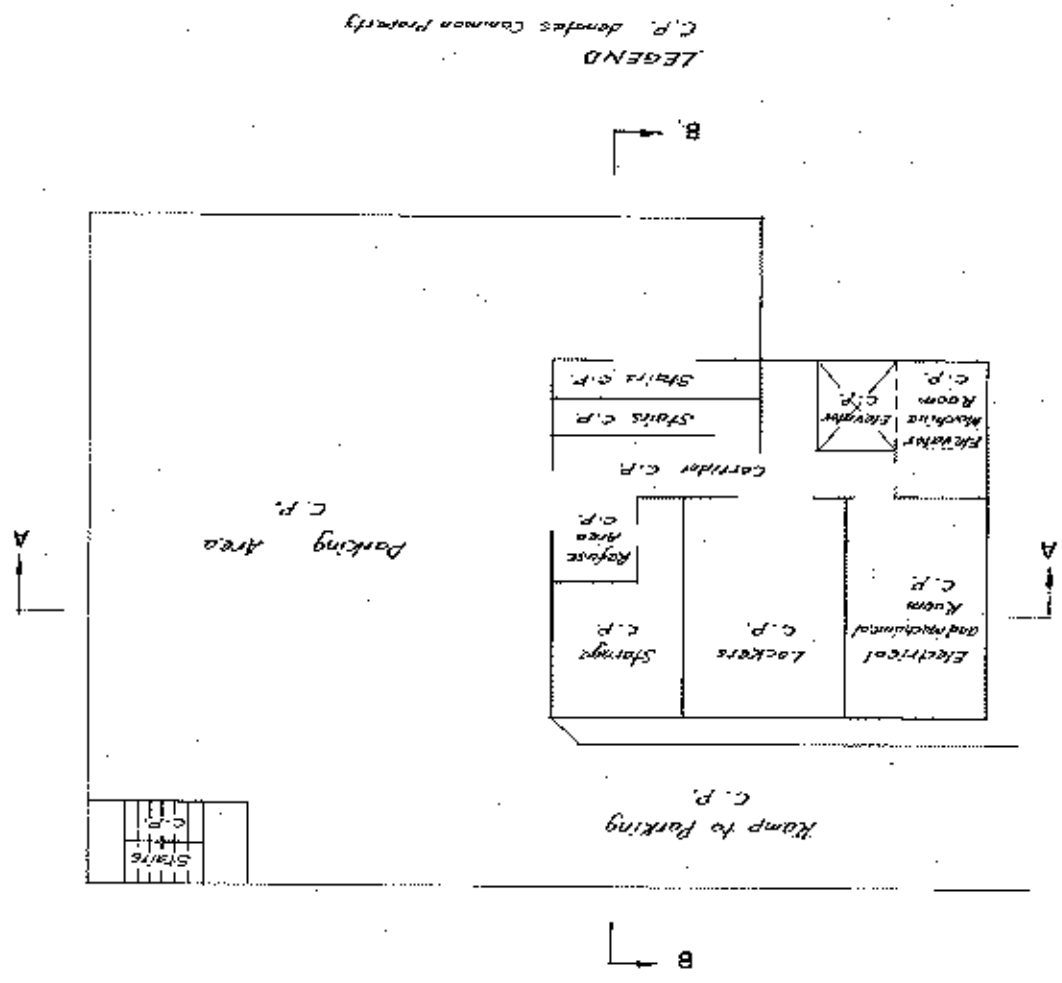 B
Ramp to Parking
C. P.
Stairs
C.P.
Electrical
and Mechanical
Room
C. P.
Lockers
C. P.
Storage
C. P.
A
A
Refuse
Area
C. P.
Parking Area
C. P.
Corridor C. P.
Elevator
Machine
Room
C. P.
Elevator
C. P.
Stairs C. P.
Stairs C. P.
B
LEGEND
C. P. denotes Common Property